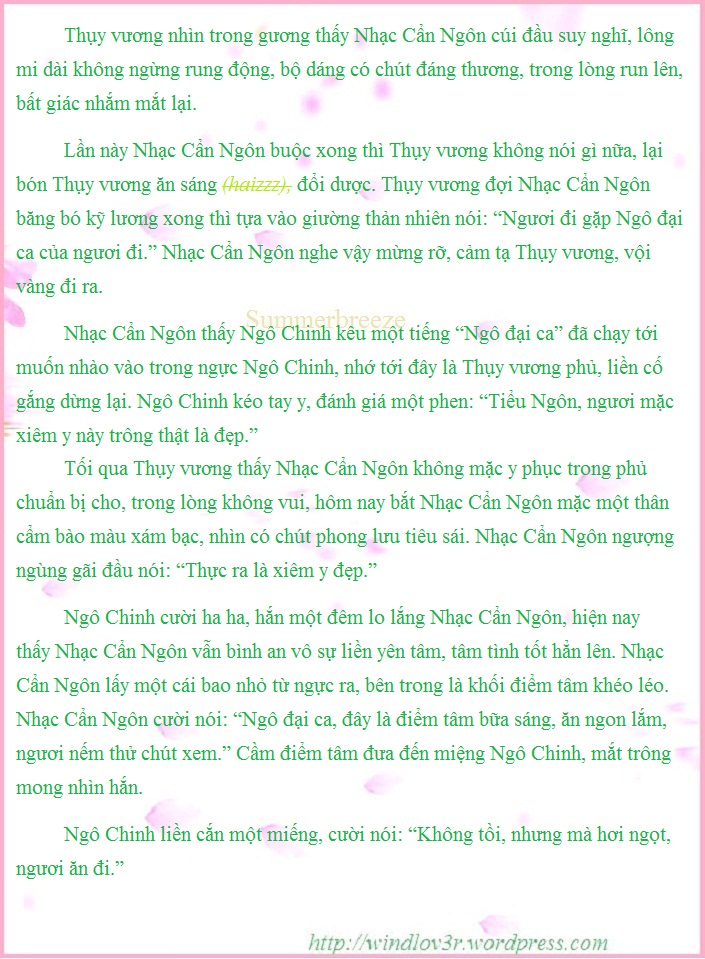 Thụy vương nhìn trong gương thấy Nhạc Cẩn Ngôn cúi đầu suy nghĩ, lông
mi dài không ngừng rung động, bộ dáng có chút đáng thương, trong lòng run lên,
bất giác nhắm mắt lại.
Lần này Nhạc Cẩn Ngôn buộc xong thì Thụy vương không nói gì nữa, lại
bón Thụy vương ăn sáng (haizzz), đổi dược. Thụy vương đợi Nhạc Cẩn Ngôn
băng bó kỹ lương xong thì tựa vào giường thản nhiên nói: “Ngươi đi gặp Ngô đại
ca của ngươi đi.” Nhạc Cẩn Ngôn nghe vậy mừng rỡ, cảm tạ Thụy vương, vội
vàng đi ra.
Summerbreeze
Nhạc Cẩn Ngôn thấy Ngô Chinh kêu một tiếng “Ngô đại ca” đã chạy tới
muốn nhào vào trong ngực Ngô Chinh, nhớ tới đây là Thụy vương phủ, liền cố
gắng dừng lại. Ngô Chinh kéo tay y, đánh giá một phen: “Tiểu Ngôn, ngươi mặc
xiêm y này trông thật là đẹp.”
Tối qua Thụy vương thấy Nhạc Cẩn Ngôn không mặc y phục trong phủ
chuẩn bị cho, trong lòng không vui, hôm nay bắt Nhạc Cẩn Ngôn mặc một thân
cẩm bào màu xám bạc, nhìn có chút phong lưu tiêu sái. Nhạc Cẩn Ngôn ngượng
ngùng gãi đầu nói: “Thực ra là xiêm y đẹp.”
Ngô Chinh cười ha ha, hắn một đêm lo lắng Nhạc Cẩn Ngôn, hiện nay
thấy Nhạc Cẩn Ngôn vẫn bình an vô sự liền yên tâm, tâm tình tốt hẳn lên. Nhạc
Cẩn Ngôn lấy một cái bao nhỏ từ ngực ra, bên trong là khối điểm tâm khéo léo.
Nhạc Cẩn Ngôn cười nói: “Ngô đại ca, đây là điểm tâm bữa sáng, ăn ngon lắm,
ngươi nếm thử chút xem.” Cầm điểm tâm đưa đến miệng Ngô Chinh, mắt trông
mong nhìn hắn.
Ngô Chinh liền cắn một miếng, cười nói: “Không tồi, nhưng mà hơi ngọt,
ngươi ăn đi.”
http://windlov3r.wordpress.com